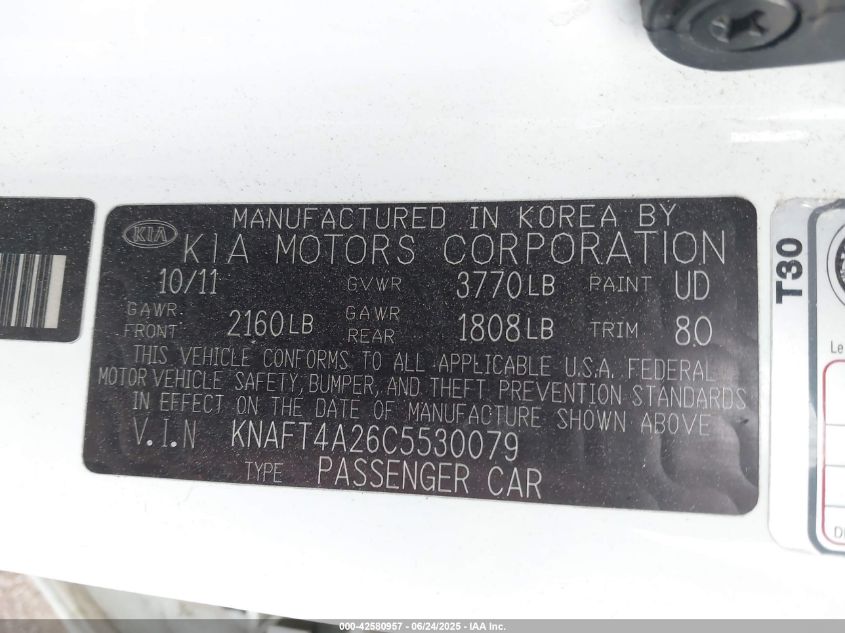 MANUFACTURED IN KOREA BY
KIA
KIA MOTORS CORPORATION
10/11 GVWR 3770LB PAINT UD
GAWR FRONT 2160LB GAWR REAR 1808LB TRIM 80
THIS VEHICLE CONFORMS TO ALL APPLICABLE U.S.A. FEDERAL
MOTOR VEHICLE SAFETY, BUMPER, AND THEFT PREVENTION STANDARDS
IN EFFECT ON THE DATE OF MANUFACTURE SHOWN ABOVE
V.I.N KNAFT4A26C5530079
TYPE PASSENGER CAR
T30
Le
000-42580957 - 06/24/2025 - IAA Inc.